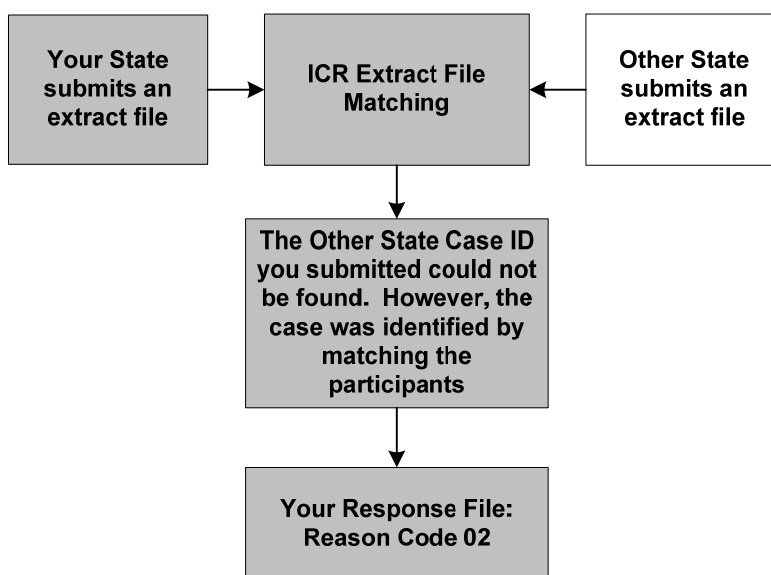 Your State
submits an
extract file
ICR Extract File
Matching
Other State
submits an
extract file
The Other State Case ID
you submitted could not
be found.  However, the
case was identified by
matching the
participants
Your Response File:
Reason Code 02